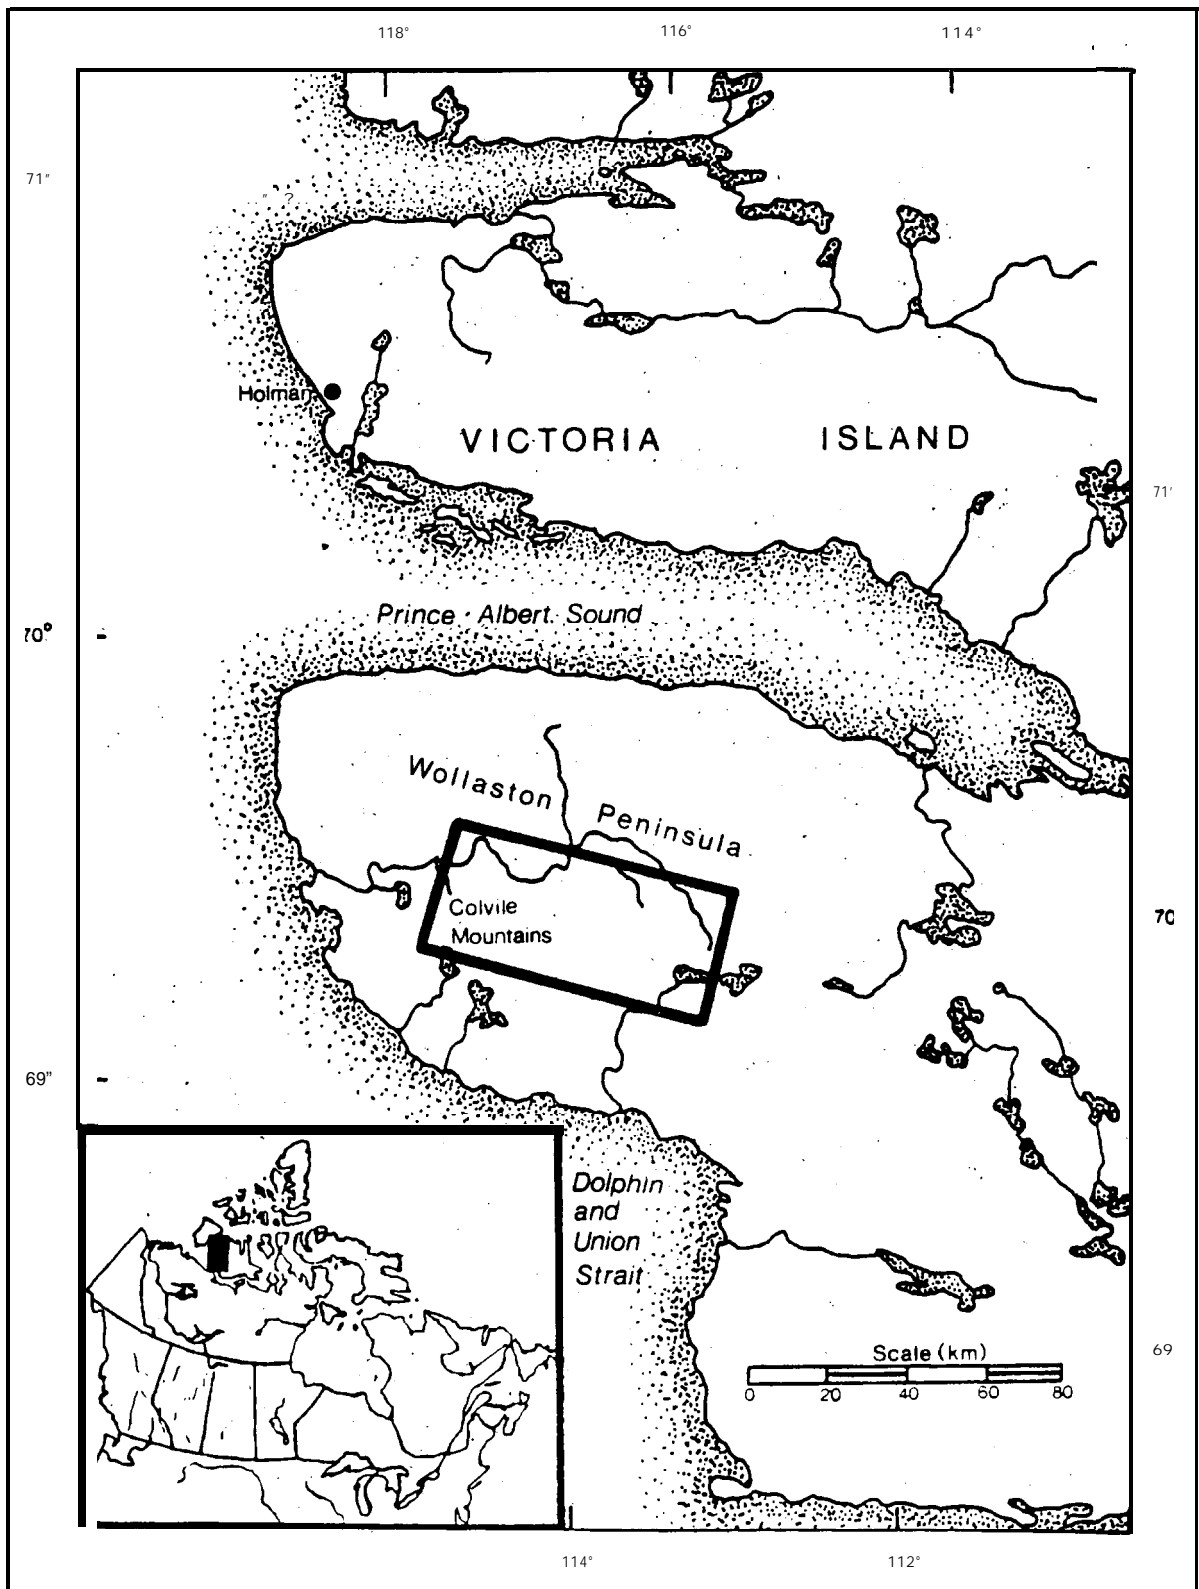 118° 116° 114°
71"
?
Holman
VICTORIA ISLAND
71'
Prince · Albert. Sound
70°
Wollaston Peninsula
Colvile
Mountains
70
69"
Dolphin
and
Union
Strait
Scale (km)
0 20 40 60 80
69
114° 112°